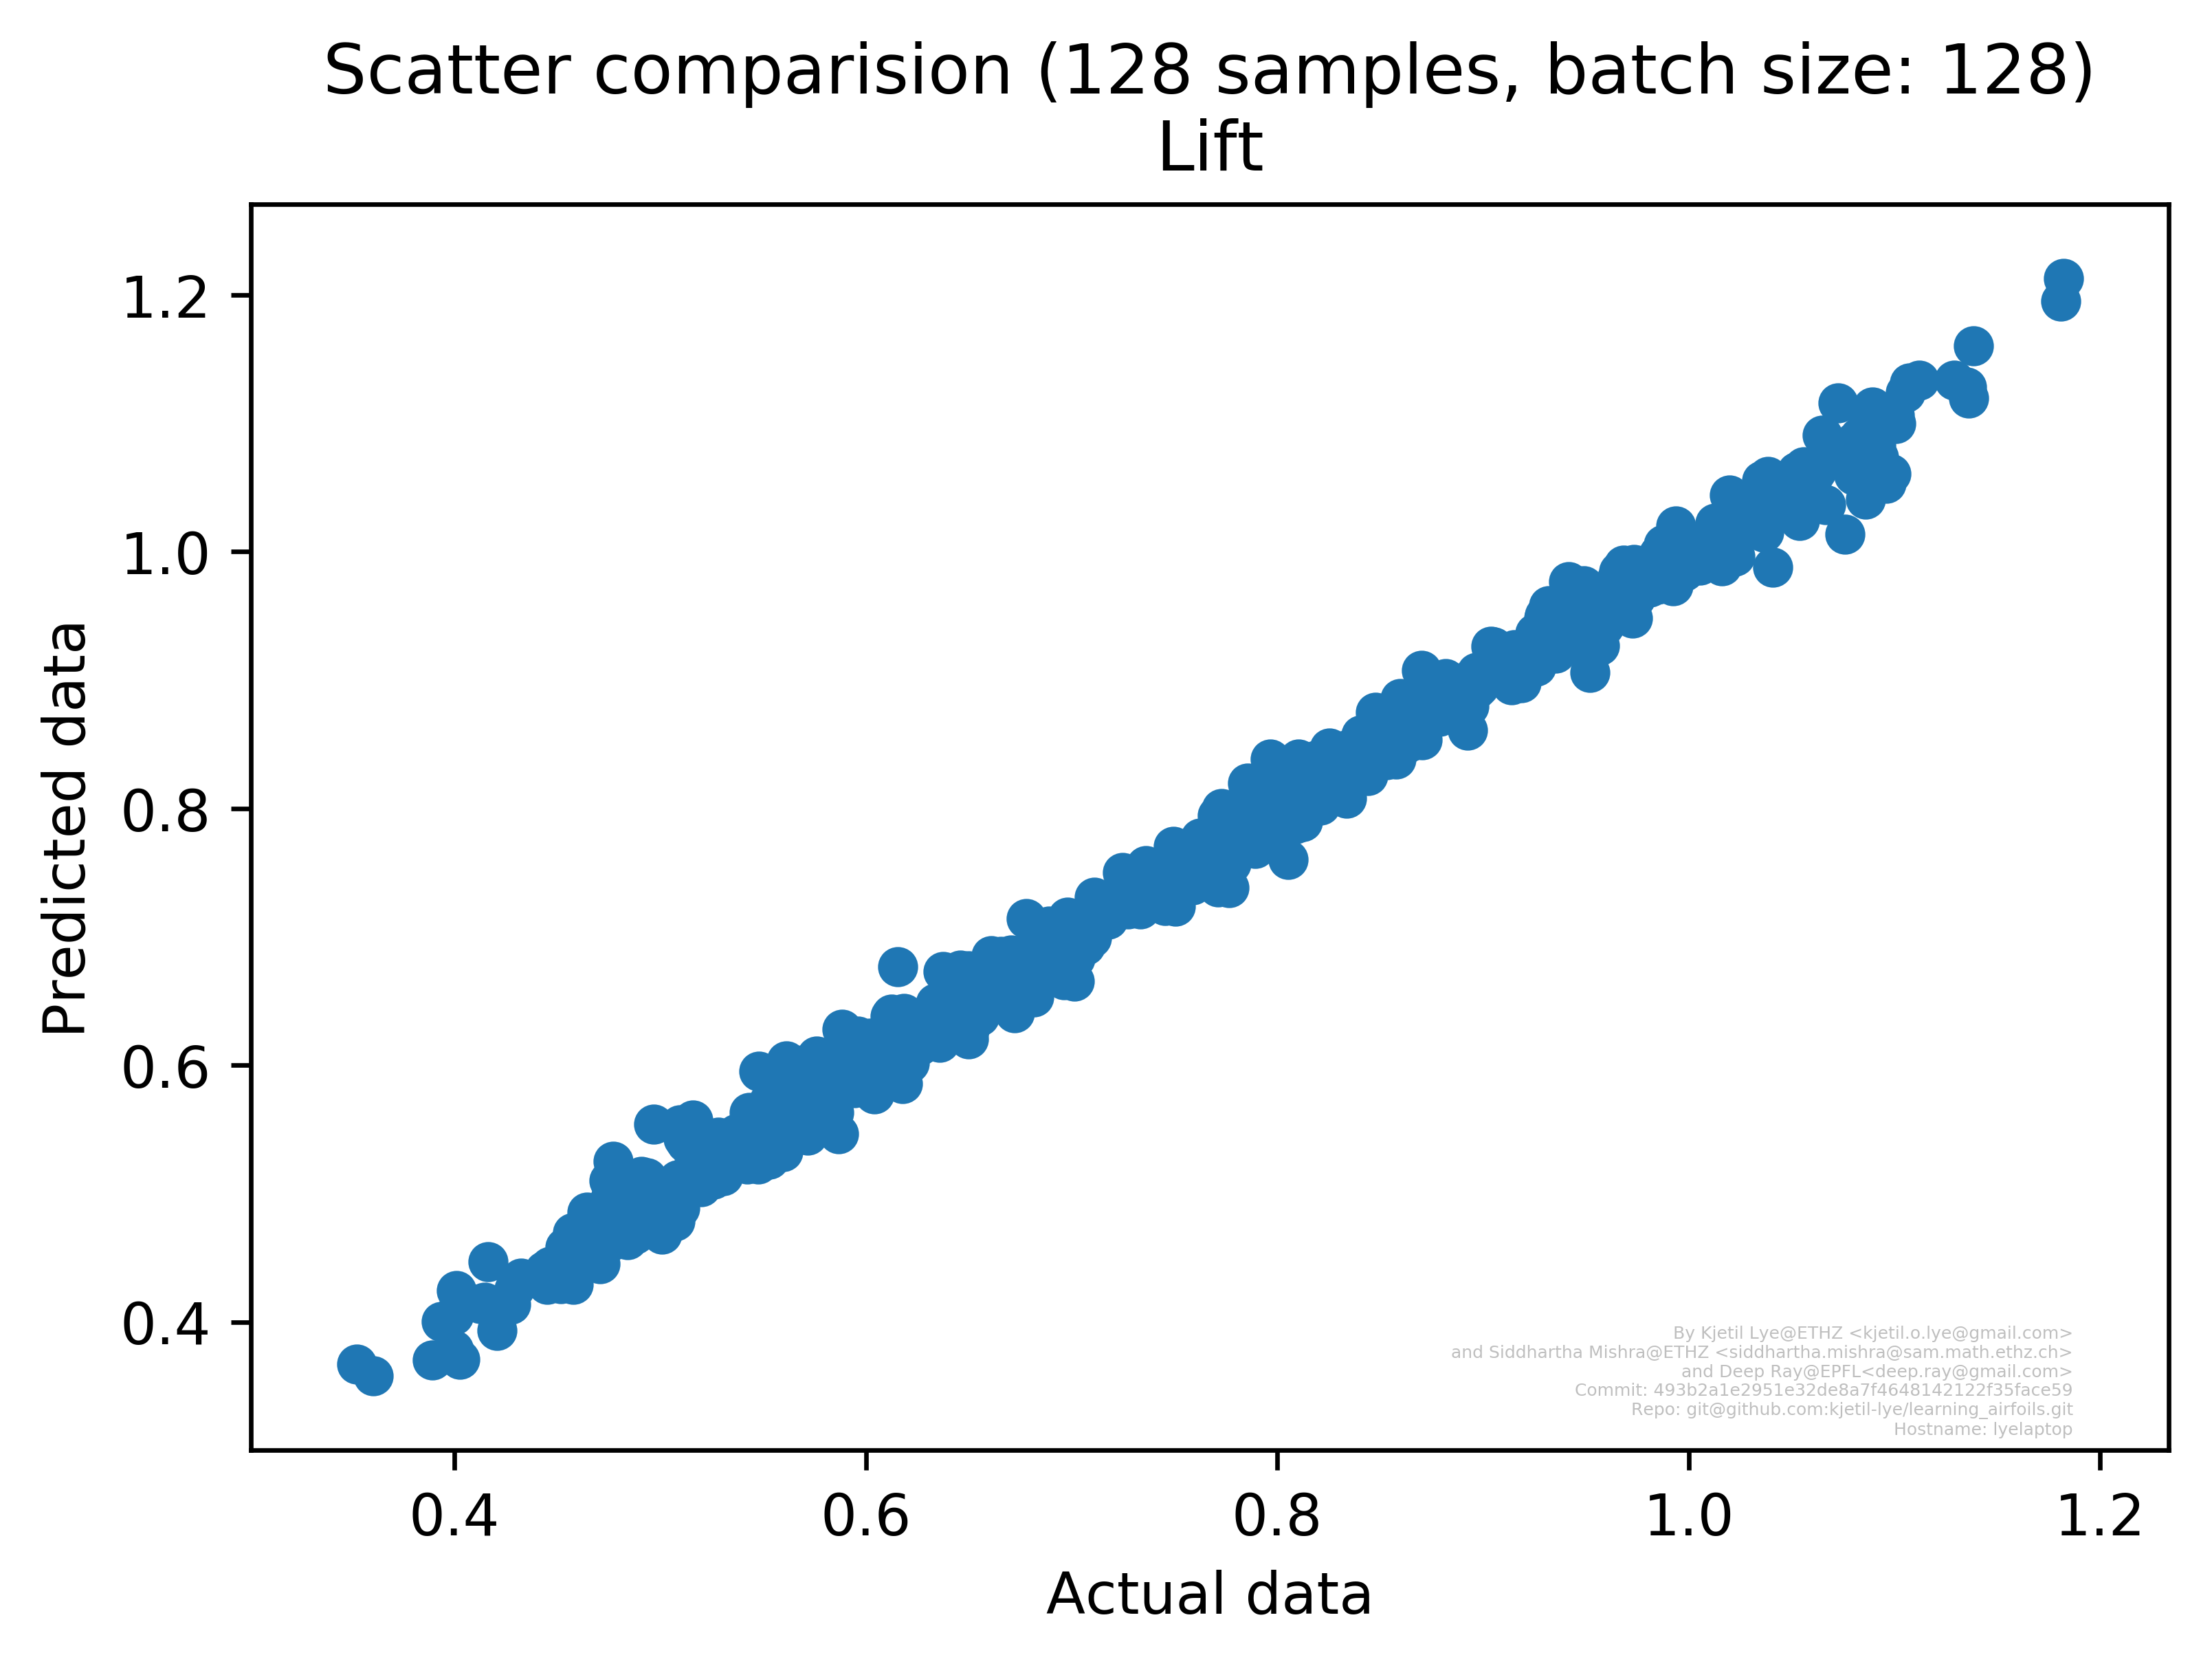 Scatter comparision (128 samples, batch size: 128)
Lift
1.2
1.0
0.8
0.6
0.4
Predicted data
By Kjetil Lye@ETHZ <kjetil.o.lye@gmail.com>
and Siddhartha Mishra@ETHZ <siddhartha.mishra@sam.math.ethz.ch>
and Deep Ray@EPFL<deep.ray@gmail.com>
Commit: 493b2a1e2951e32de8a7f4648142122f35face59
Repo: git@github.com:kjetil-lye/learning_airfoils.git
Hostname: lyelaptop
0.4 0.6 0.8 1.0 1.2
Actual data